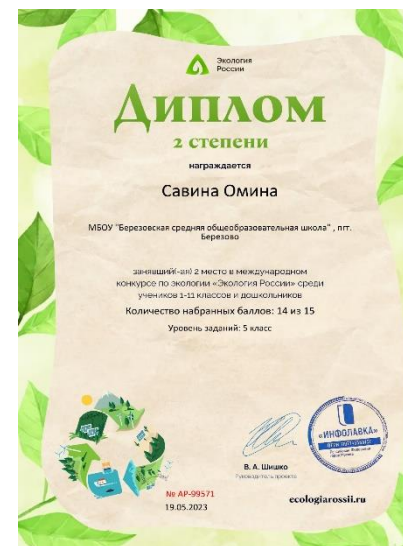 Экология
России
Диплом
2 степени
награждается
Савина Омина
МБОУ "Березовская средняя общеобразовательная школа" , пгт.
Березово
занявший(-ая) 2 место в международном
конкурсе по экологии «Экология России» среди
учеников 1-11 классов и дошкольников
Количество набранных баллов: 14 из 15
Уровень заданий: 5 класс
«ИНФОЛАВКА»
В. А. Шишко
Руководитель проекта
№ АР-99571
19.05.2023
ecologiarossii.ru